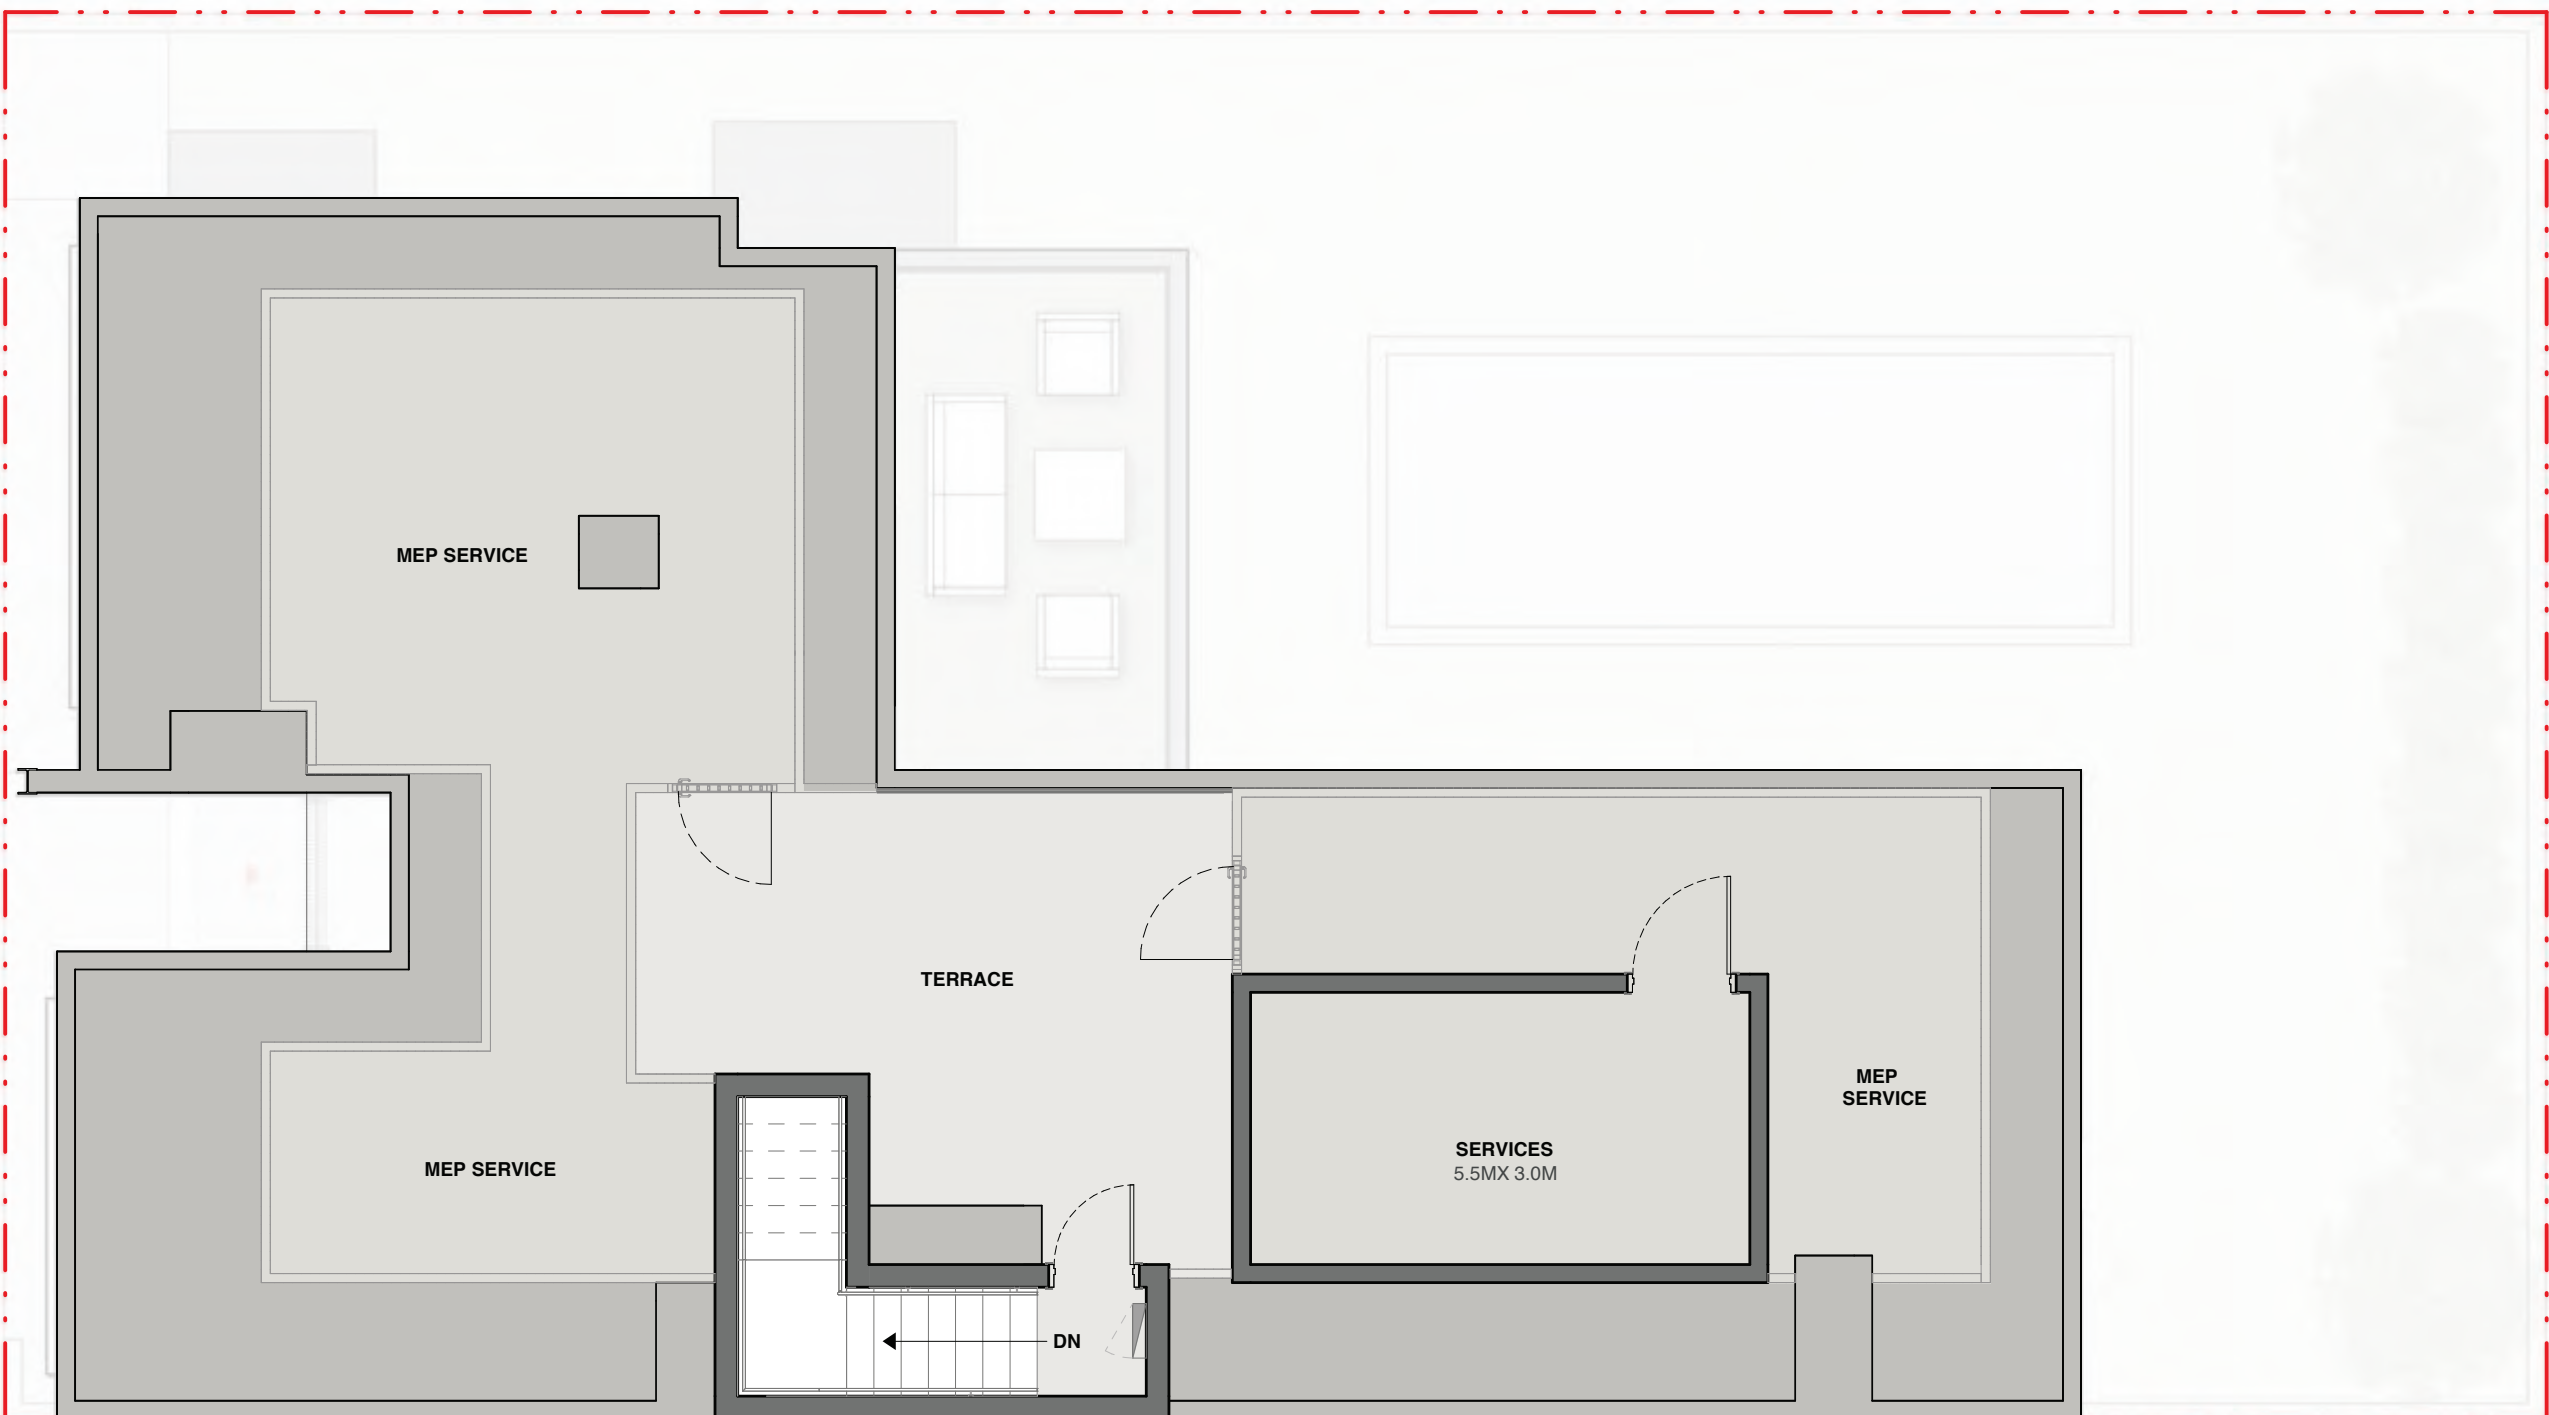 MEP SERVICE
TERRACE
MEP
SERVICE
SERVICES
5.5MX 3.0M
MEP SERVICE
DN